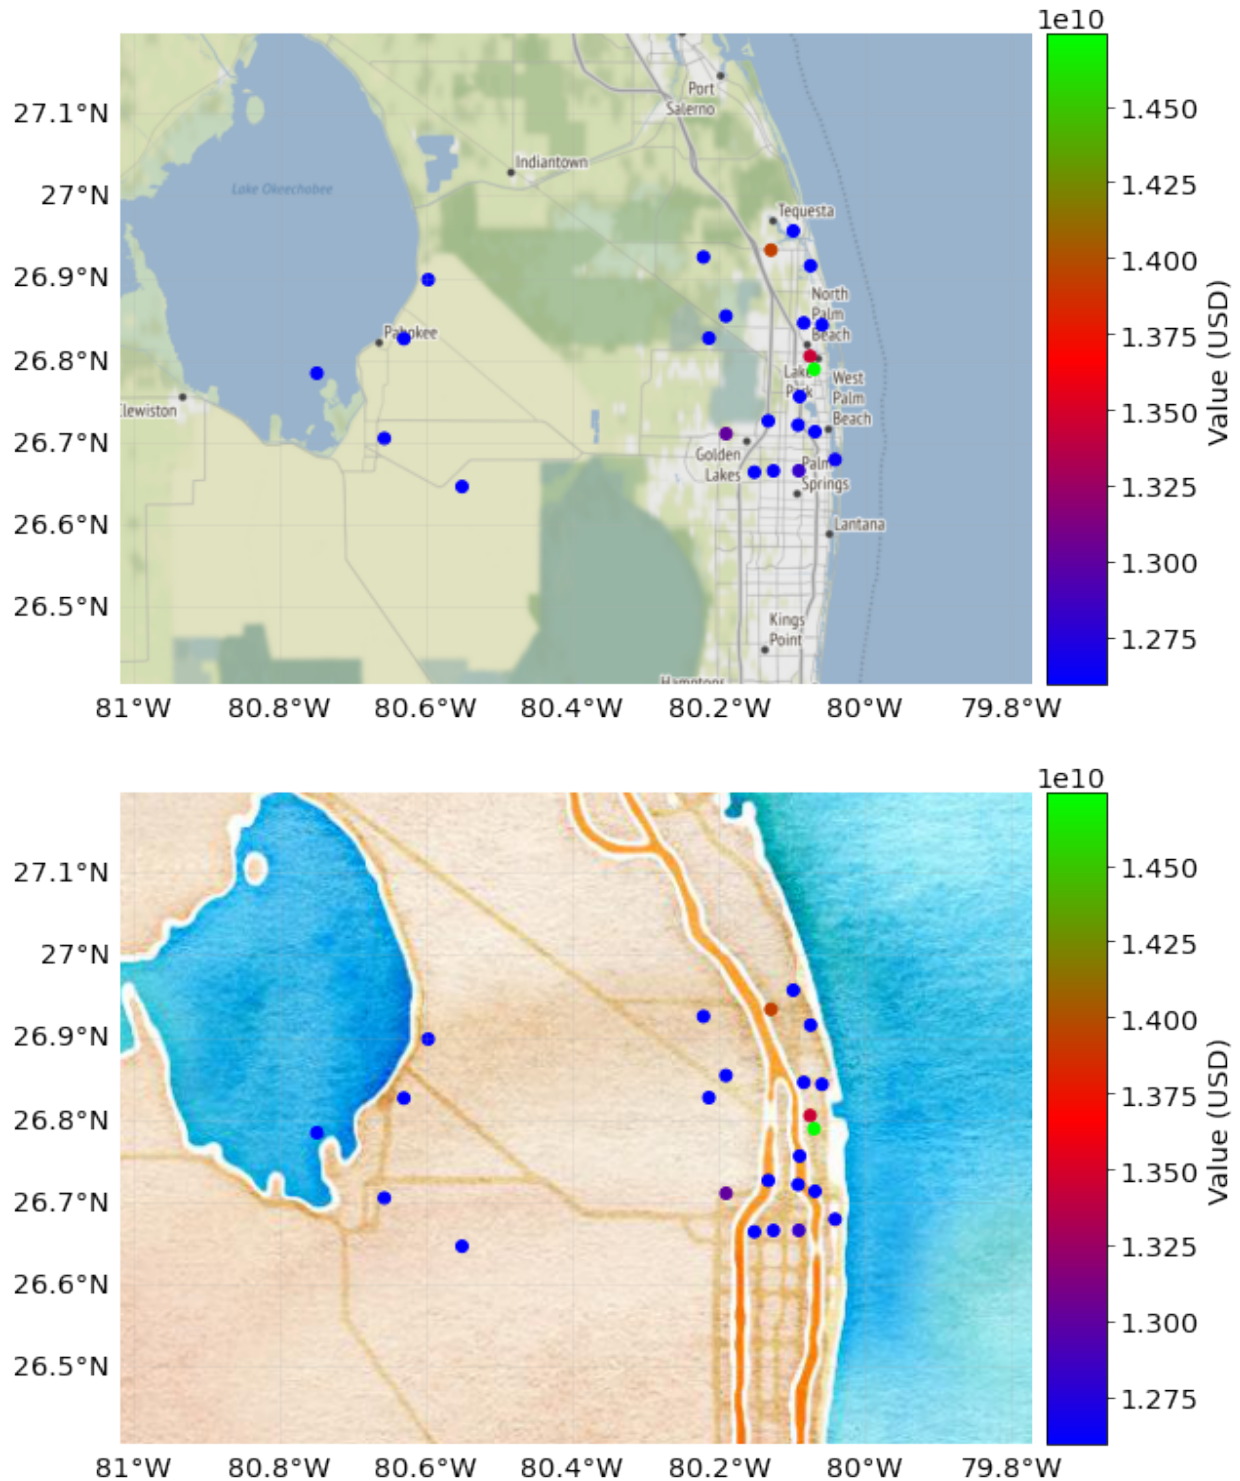 1e10
27.1°N
27°N
26.9°N
26.8°N
26.7°N
26.6°N
26.5°N
81°W
80.8°W
80.6°W
80.4°W
80.2°W
80°W
79.8°W
Port
Salerno
Indiantown
Lake Okeechobee
Tequesta
North
Palm
Beach
Pahokee
Lake
Park
West
Palm
Beach
Clewiston
Golden
Lakes
Palm
Springs
Lantana
Kings
Point
Hamptons
1.450
1.425
1.400
1.375
1.350
1.325
1.300
1.275
Value (USD)
1e10
27.1°N
27°N
26.9°N
26.8°N
26.7°N
26.6°N
26.5°N
81°W
80.8°W
80.6°W
80.4°W
80.2°W
80°W
79.8°W
1.450
1.425
1.400
1.375
1.350
1.325
1.300
1.275
Value (USD)